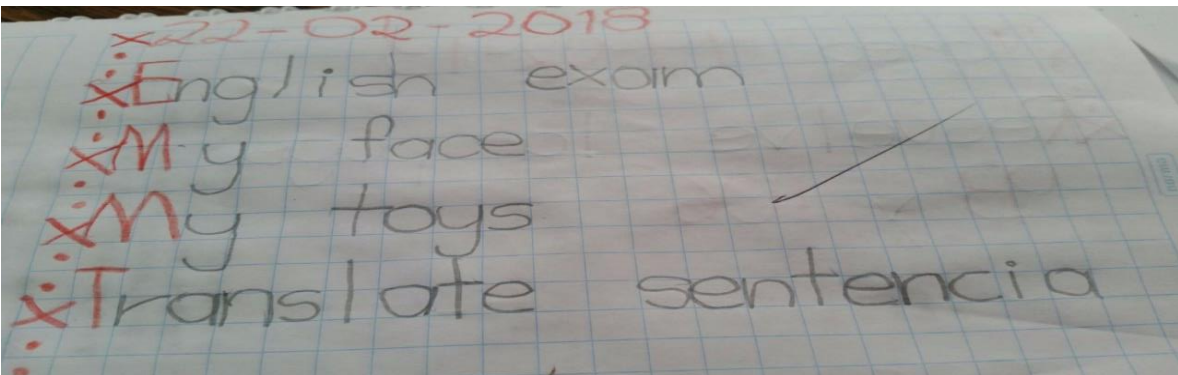 22-02-2018
English exam
My face
My toys
Translate sentencia